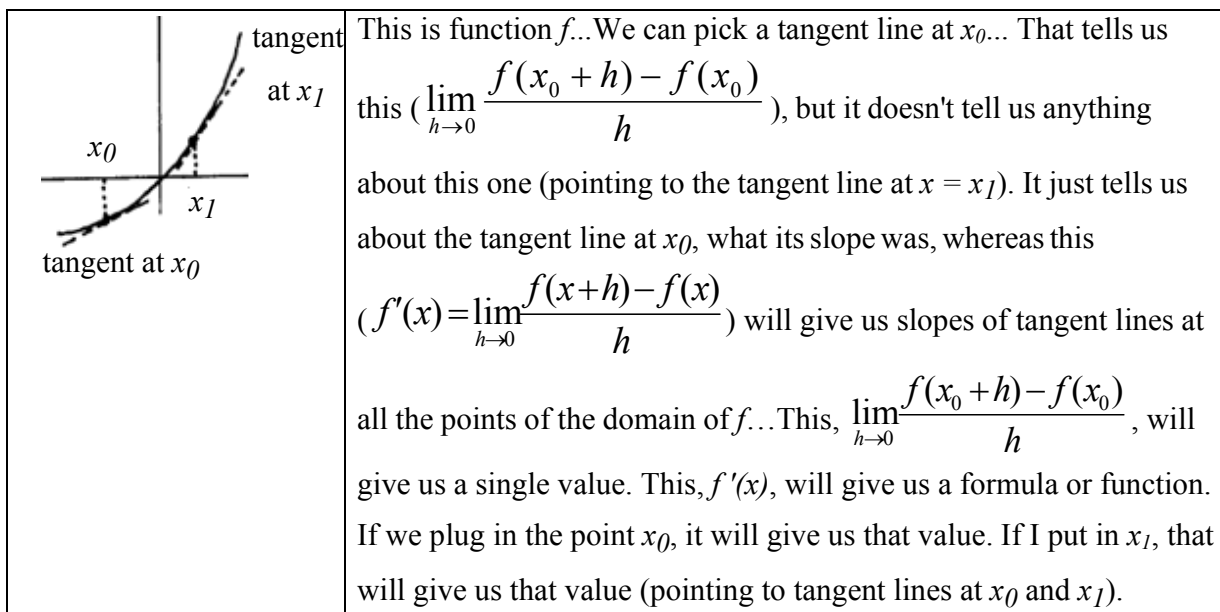 tangent
at x₁
x₀
x₁
tangent at x₀
This is function f...We can pick a tangent line at x₀... That tells us
this ( lim_{h→0} \frac{f(x₀ + h) − f(x₀)}{h} ), but it doesn't tell us anything
about this one (pointing to the tangent line at x = x₁). It just tells us
about the tangent line at x₀, what its slope was, whereas this
( f'(x) = lim_{h→0} \frac{f(x+h) − f(x)}{h} ) will give us slopes of tangent lines at
all the points of the domain of f…This, lim_{h→0} \frac{f(x₀ + h) − f(x₀)}{h} , will
give us a single value. This, f '(x), will give us a formula or function.
If we plug in the point x₀, it will give us that value. If I put in x₁, that
will give us that value (pointing to tangent lines at x₀ and x₁).